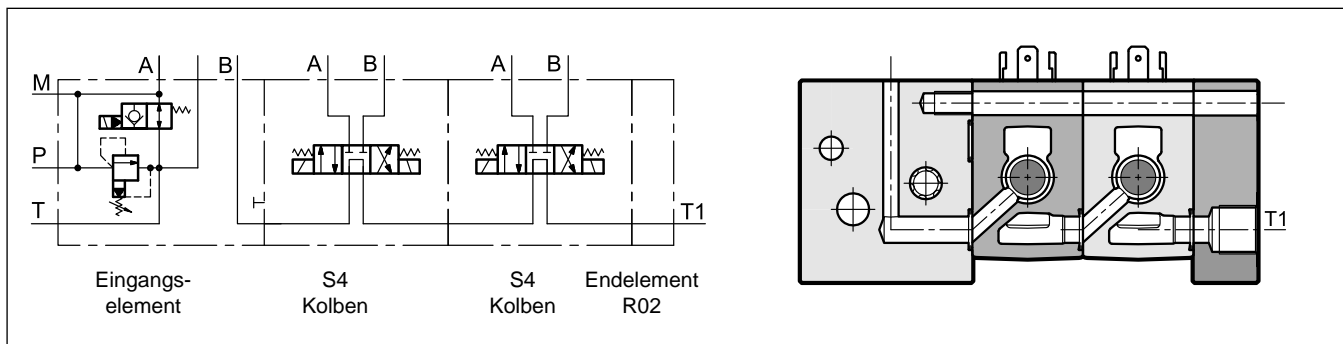 A B A B A B
M
P
T
T1
T1
Eingangs-
element
S4
Kolben
S4
Kolben
Endelement
R02